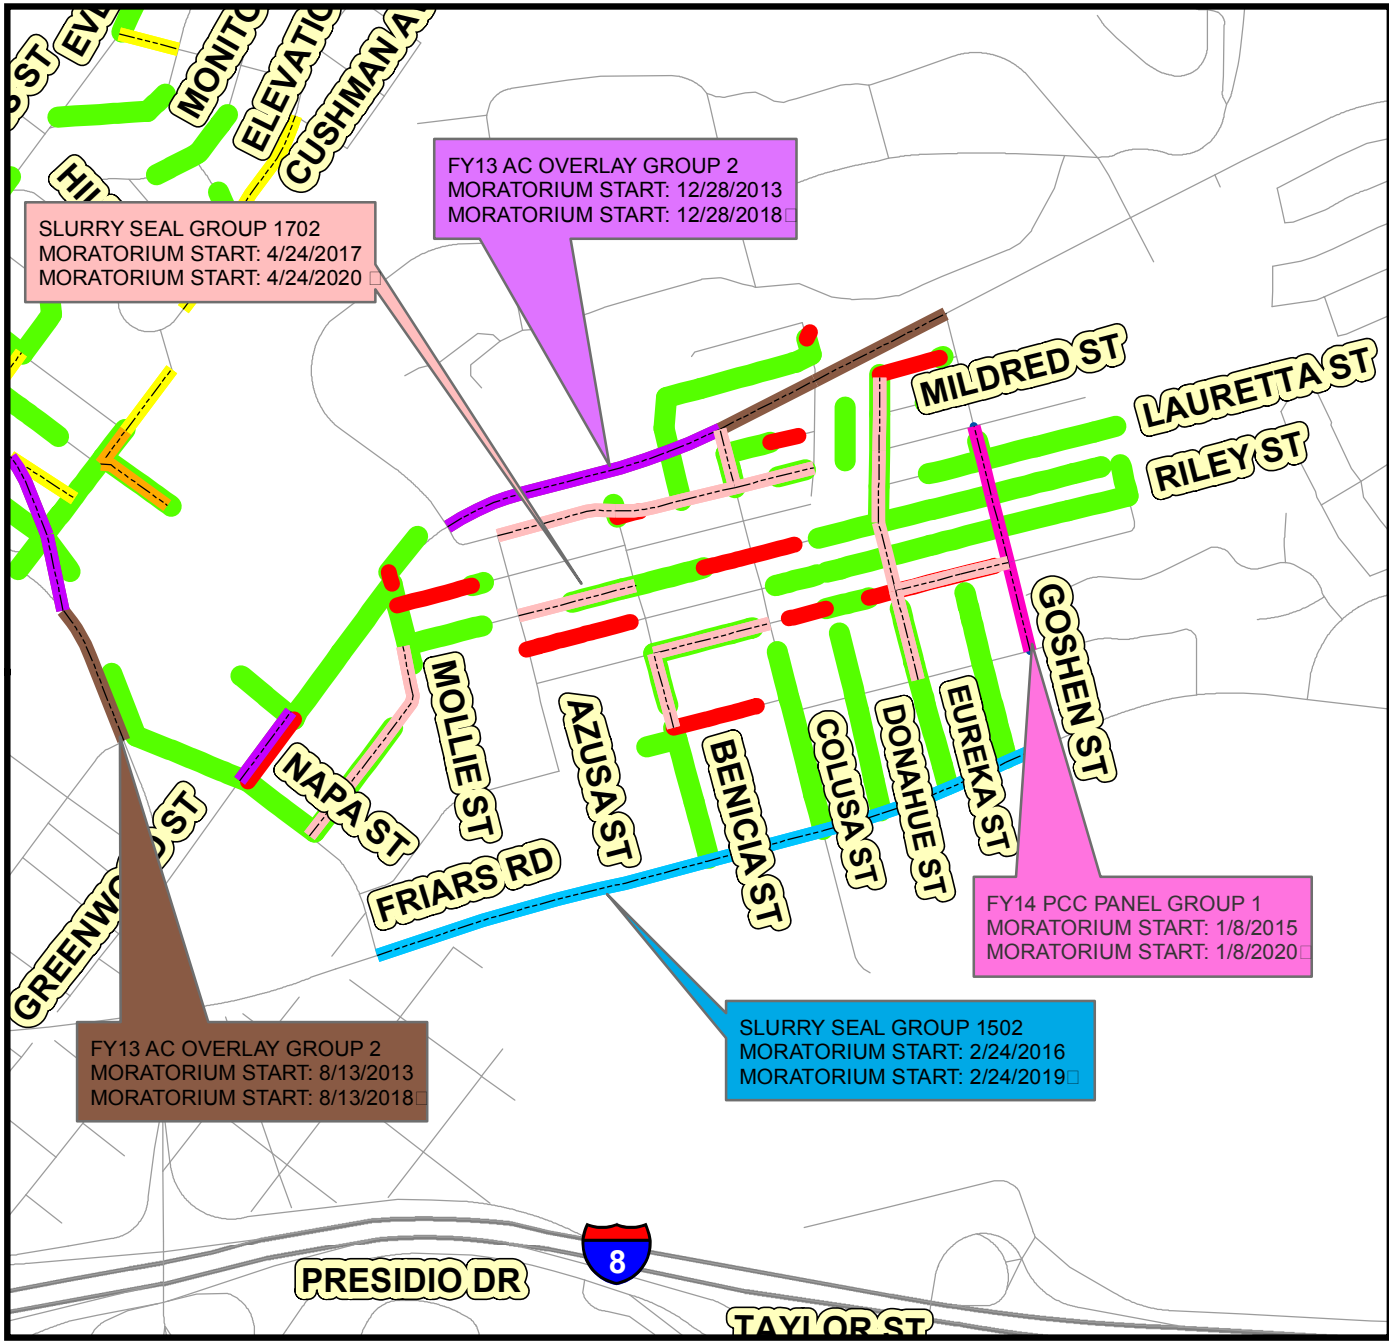 MONITO
ELEVATIO
CUSHMAN A
S ST
EVE
HI
FY13 AC OVERLAY GROUP 2
MORATORIUM START: 12/28/2013
MORATORIUM START: 12/28/2018
SLURRY SEAL GROUP 1702
MORATORIUM START: 4/24/2017
MORATORIUM START: 4/24/2020
MILDRED ST
LAURETTA ST
RILEY ST
GOSHEN ST
MOLLIE ST
AZUSA ST
BENICIA ST
COLUSA ST
DONAHUE ST
EUREKA ST
NAPA ST
FRIARS RD
GREENWO
D ST
FY14 PCC PANEL GROUP 1
MORATORIUM START: 1/8/2015
MORATORIUM START: 1/8/2020
SLURRY SEAL GROUP 1502
MORATORIUM START: 2/24/2016
MORATORIUM START: 2/24/2019
FY13 AC OVERLAY GROUP 2
MORATORIUM START: 8/13/2013
MORATORIUM START: 8/13/2018
8
PRESIDIO DR
TAYLOR ST